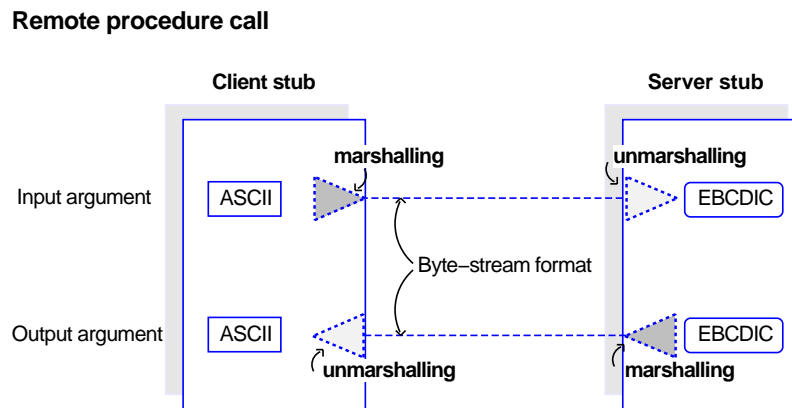 Remote procedure call
Client stub
Server stub
marshalling
unmarshalling
Input argument
ASCII
EBCDIC
Byte–stream format
Output argument
ASCII
EBCDIC
unmarshalling
marshalling